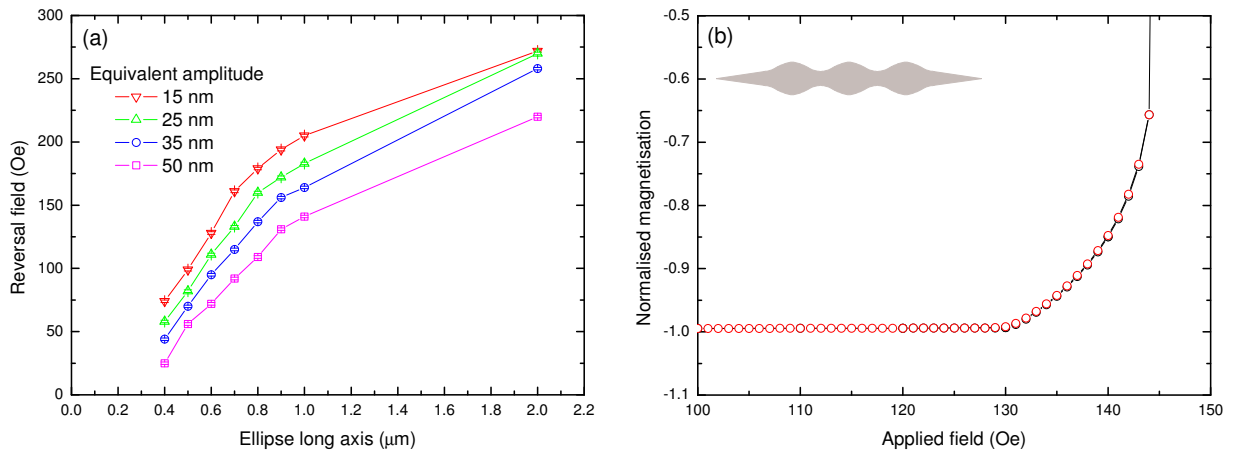 (a)
Equivalent amplitude
15 nm
25 nm
35 nm
50 nm
300
250
200
150
100
50
0
0.0 0.2 0.4 0.6 0.8 1.0 1.2 1.4 1.6 1.8 2.0 2.2
Reversal field (Oe)
Ellipse long axis (μm)
(b)
-0.5
-0.6
-0.7
-0.8
-0.9
-1.0
-1.1
100 110 120 130 140 150
Normalised magnetisation
Applied field (Oe)